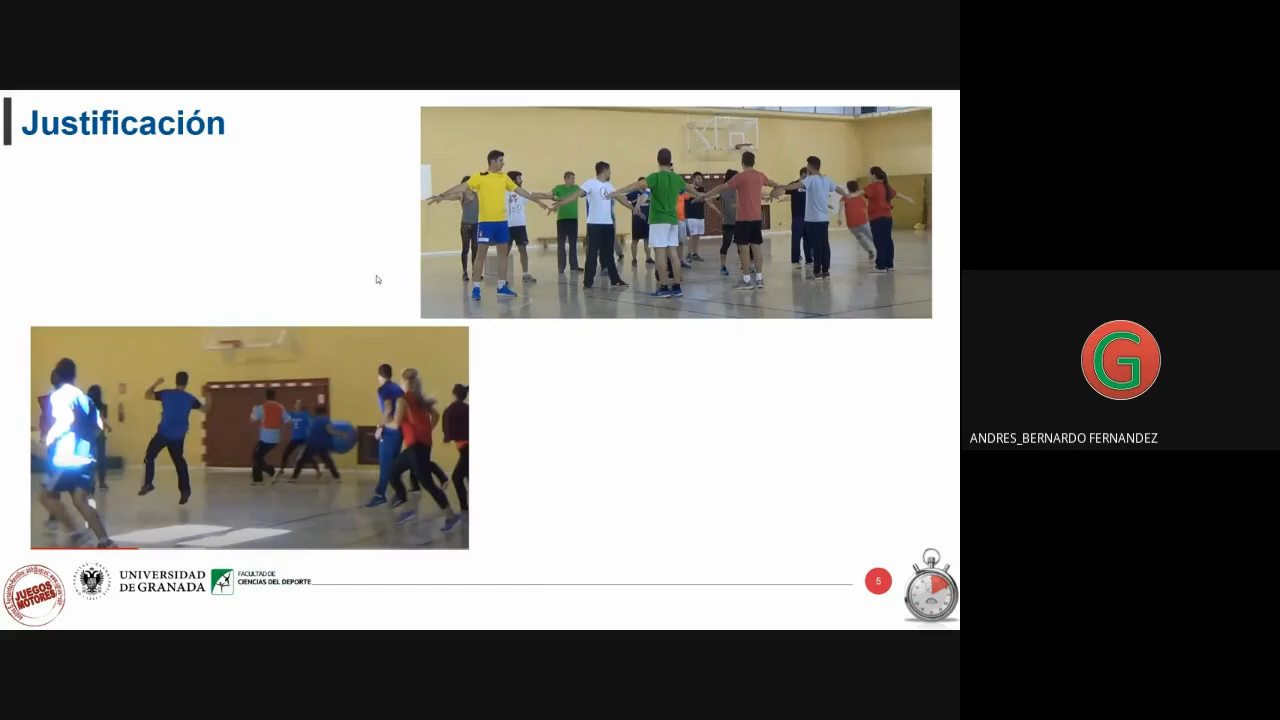 Justificación
JUEGOS
MOTORES
UNIVERSIDAD
DE GRANADA
FACULTAD DE
CIENCIAS DEL DEPORTE
5
G
ANDRES_BERNARDO FERNANDEZ